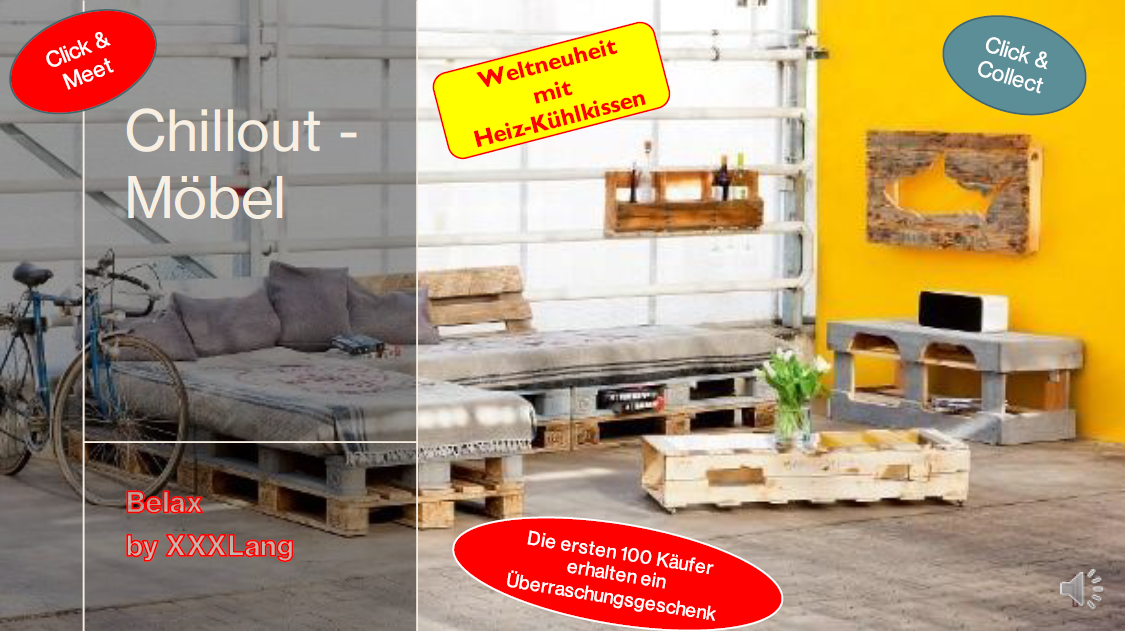 Click &
Meet
Chillout -
Möbel
Weltneuheit
mit
Heiz-Kühlkissen
Click &
Collect
Belax
by XXXLang
Die ersten 100 Käufer
erhalten ein
Überraschungsgeschenk